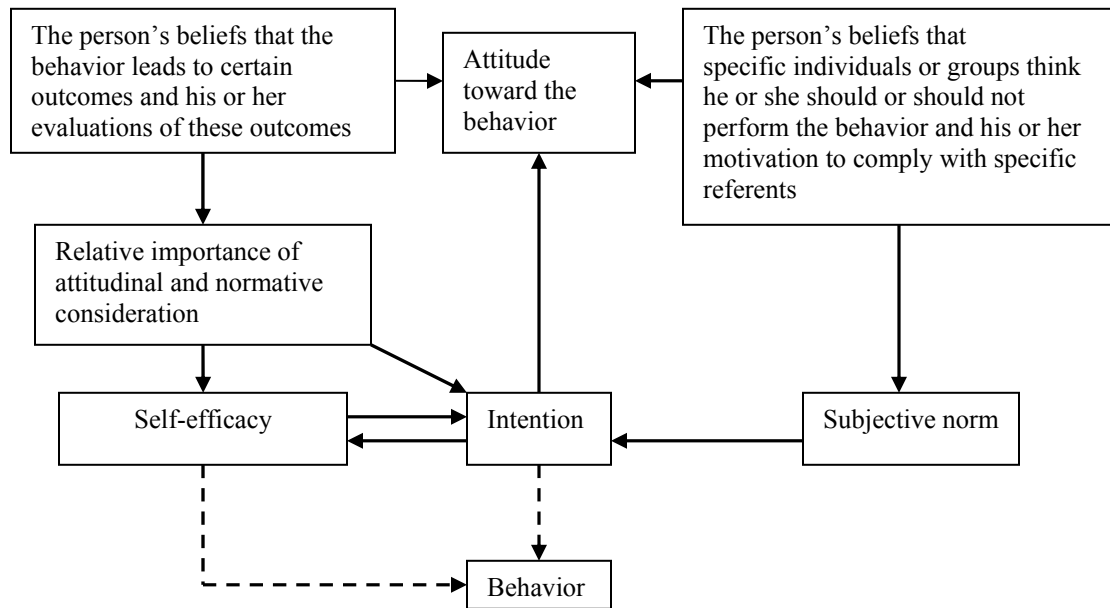 The person’s beliefs that the
behavior leads to certain
outcomes and his or her
evaluations of these outcomes
Attitude
toward the
behavior
The person’s beliefs that
specific individuals or groups think
he or she should or should not
perform the behavior and his or her
motivation to comply with specific
referents
Relative importance of
attitudinal and normative
consideration
Self-efficacy
Intention
Subjective norm
Behavior